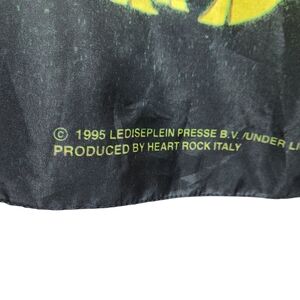 © 1995 LEDISEPLEIN PRESSE B.V. /UNDER LI
PRODUCED BY HEART ROCK ITALY